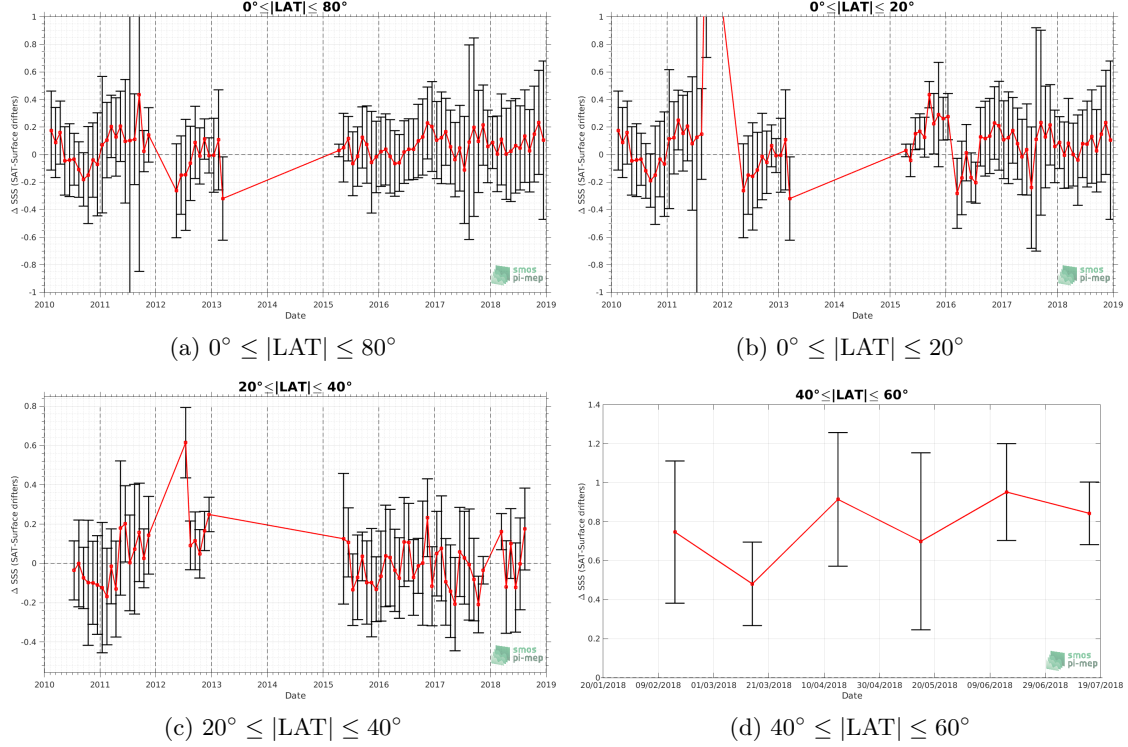 0°≤|LAT|≤ 80°
Δ SSS (SAT-Surface drifters)
1
0.8
0.6
0.4
0.2
0
-0.2
-0.4
-0.6
-0.8
-1
2010 2011 2012 2013 2014 2015 2016 2017 2018 2019
Date
smos
pi-mep
(a) 0° ≤ |LAT| ≤ 80°
0°≤|LAT|≤ 20°
Δ SSS (SAT-Surface drifters)
1
0.8
0.6
0.4
0.2
0
-0.2
-0.4
-0.6
-0.8
-1
2010 2011 2012 2013 2014 2015 2016 2017 2018 2019
Date
smos
pi-mep
(b) 0° ≤ |LAT| ≤ 20°
20°≤|LAT|≤ 40°
Δ SSS (SAT-Surface drifters)
0.8
0.6
0.4
0.2
0
-0.2
-0.4
2010 2011 2012 2013 2014 2015 2016 2017 2018 2019
Date
smos
pi-mep
(c) 20° ≤ |LAT| ≤ 40°
40°≤|LAT|≤ 60°
Δ SSS (SAT-Surface drifters)
1.4
1.2
1
0.8
0.6
0.4
0.2
0
20/01/2018 09/02/2018 01/03/2018 21/03/2018 10/04/2018 30/04/2018 20/05/2018 09/06/2018 29/06/2018 19/07/2018
Date
smos
pi-mep
(d) 40° ≤ |LAT| ≤ 60°